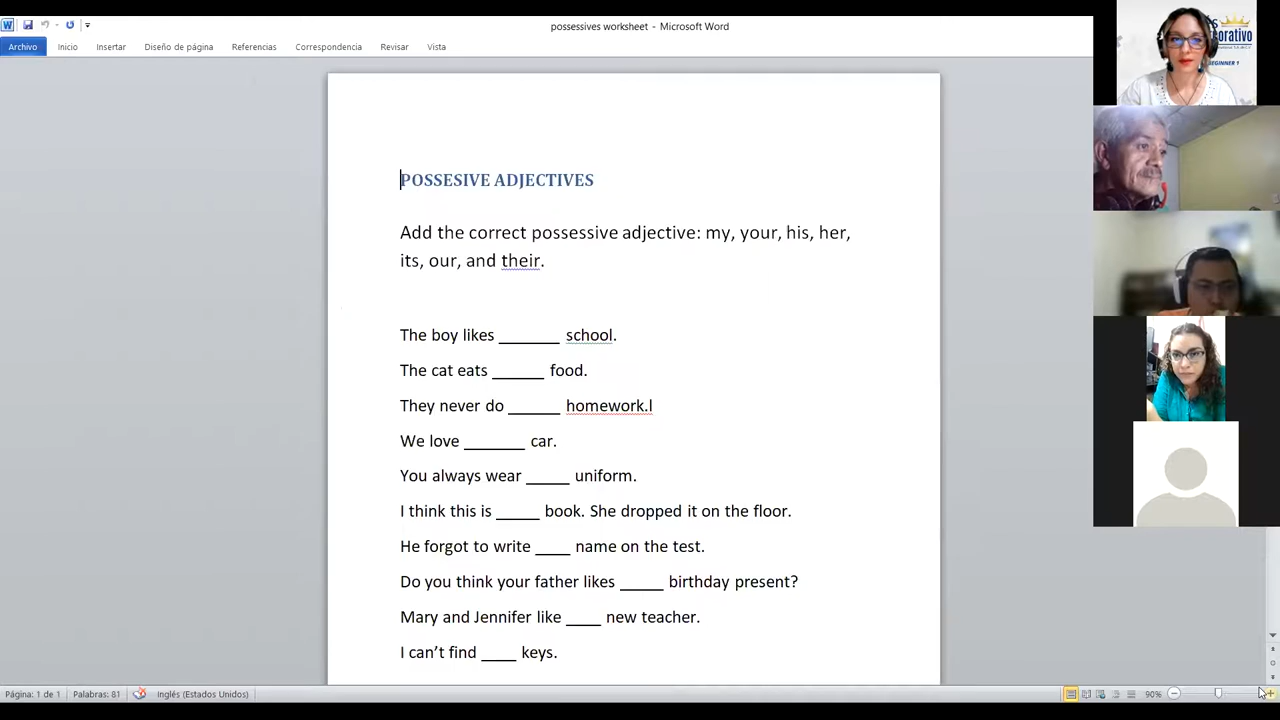 possessives worksheet - Microsoft Word
Archivo Inicio Insertar Diseño de página Referencias Correspondencia Revisar Vista
POSSESIVE ADJECTIVES
Add the correct possessive adjective: my, your, his, her,
its, our, and their.
The boy likes _______ school.
The cat eats ______ food.
They never do ______ homework.l
We love _______ car.
You always wear _____ uniform.
I think this is _____ book. She dropped it on the floor.
He forgot to write ____ name on the test.
Do you think your father likes _____ birthday present?
Mary and Jennifer like ____ new teacher.
I can’t find ____ keys.
Página: 1 de 1 Palabras: 81 Inglés (Estados Unidos) 90%
BEGINNER 1